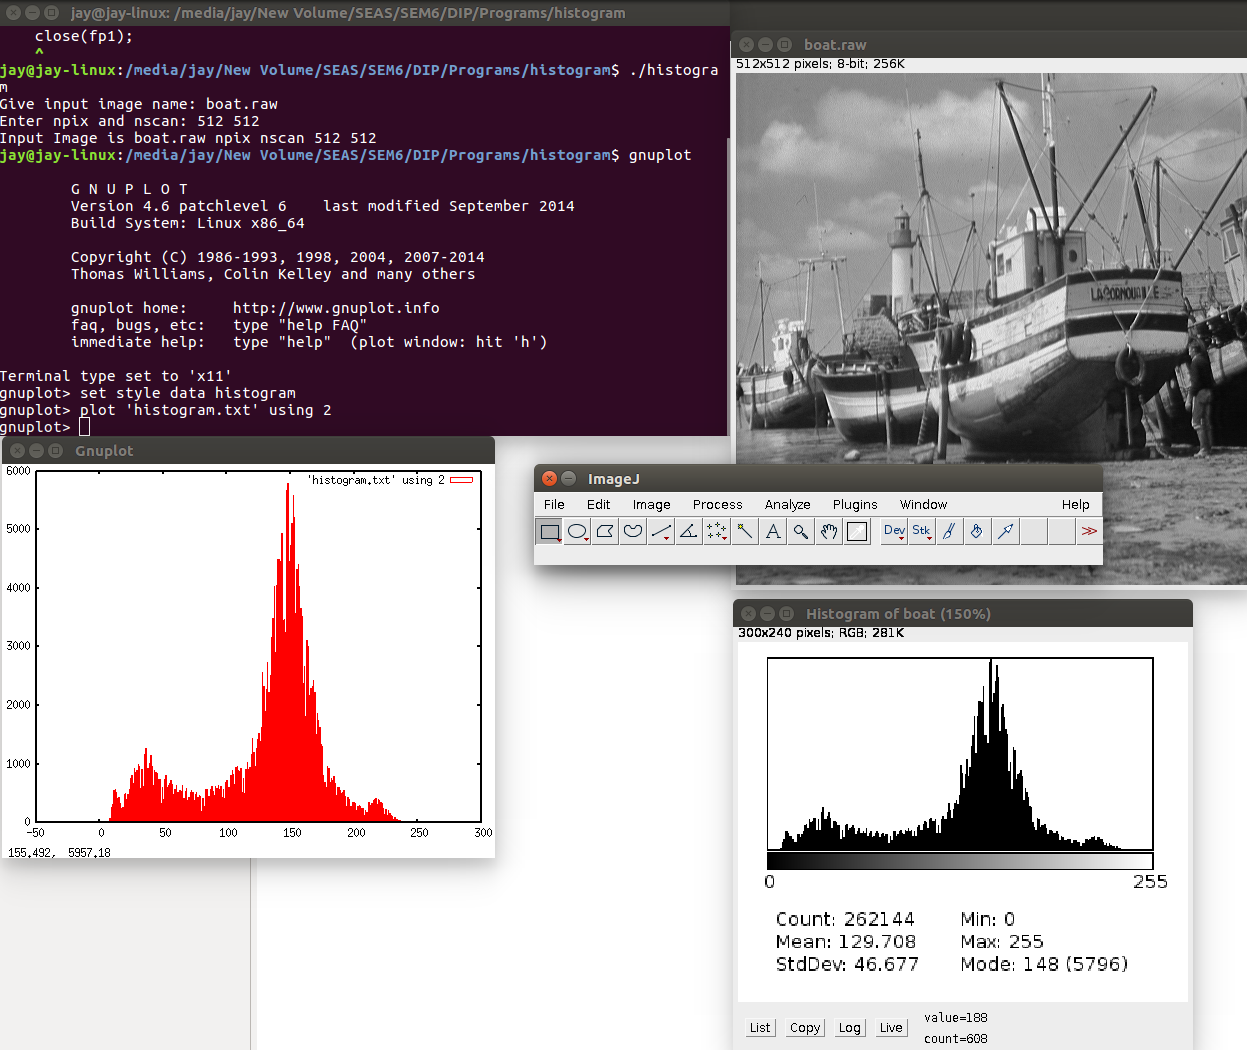 jay@jay-linux: /media/jay/New Volume/SEAS/SEM6/DIP/Programs/histogram
close(fp1);
^
jay@jay-linux:/media/jay/New Volume/SEAS/SEM6/DIP/Programs/histogram$ ./histogra
m
Give input image name: boat.raw
Enter npix and nscan: 512 512
Input Image is boat.raw npix nscan 512 512
jay@jay-linux:/media/jay/New Volume/SEAS/SEM6/DIP/Programs/histogram$ gnuplot
G N U P L O T
Version 4.6 patchlevel 6    last modified September 2014
Build System: Linux x86_64
Copyright (C) 1986-1993, 1998, 2004, 2007-2014
Thomas Williams, Colin Kelley and many others
gnuplot home:     http://www.gnuplot.info
faq, bugs, etc:   type "help FAQ"
immediate help:   type "help"  (plot window: hit 'h')
Terminal type set to 'x11'
gnuplot> set style data histogram
gnuplot> plot 'histogram.txt' using 2
gnuplot>
boat.raw
512x512 pixels; 8-bit; 256K
Gnuplot
'histogram.txt' using 2
6000
5000
4000
3000
2000
1000
0
-50 0 50 100 150 200 250 300
155.492,  5957.18
ImageJ
File Edit Image Process Analyze Plugins Window Help
A Dev Stk >>
Histogram of boat (150%)
300x240 pixels; RGB; 281K
0 255
Count: 262144 Min: 0
Mean: 129.708 Max: 255
StdDev: 46.677 Mode: 148 (5796)
List Copy Log Live value=188
count=608